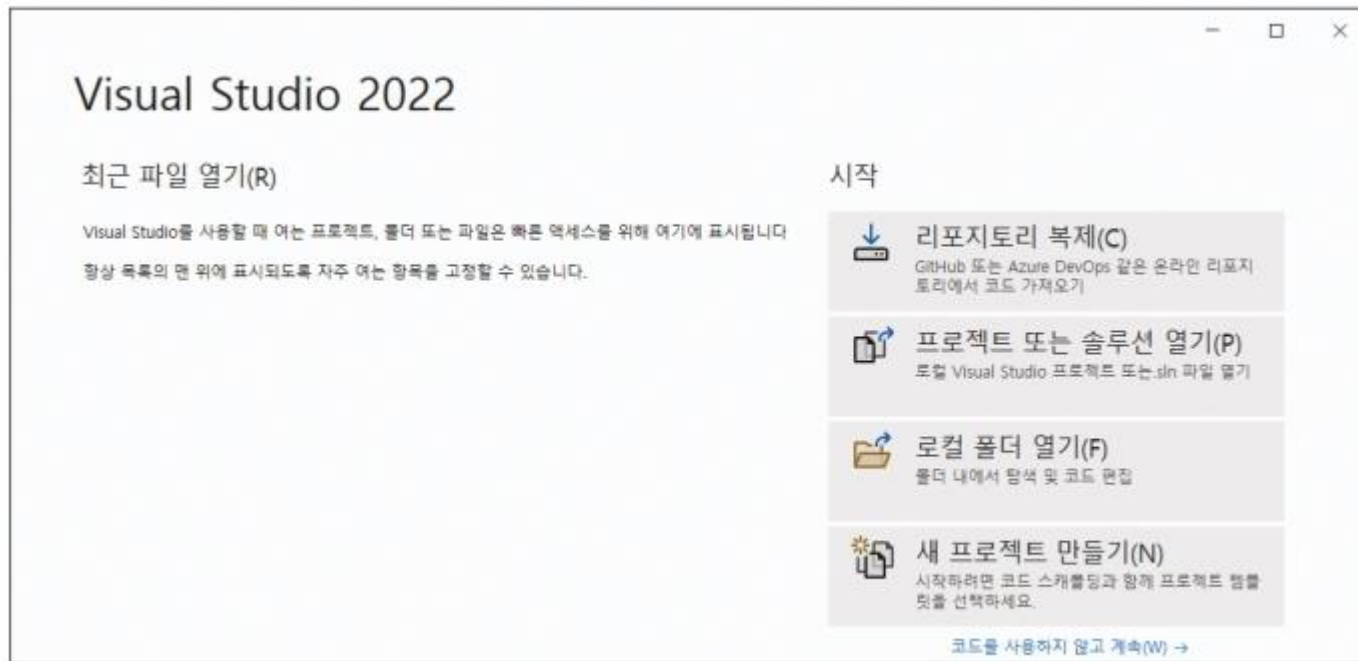 Visual Studio 2022
최근 파일 열기(R)
Visual Studio를 사용할 때 여는 프로젝트, 폴더 또는 파일은 빠른 액세스를 위해 여기에 표시됩니다
항상 목록의 맨 위에 표시되도록 자주 여는 항목을 고정할 수 있습니다.
시작
리포지토리 복제(C)
GitHub 또는 Azure DevOps 같은 온라인 리포지
토리에서 코드 가져오기
프로젝트 또는 솔루션 열기(P)
로컬 Visual Studio 프로젝트 또는.sln 파일 열기
로컬 폴더 열기(F)
폴더 내에서 탐색 및 코드 편집
새 프로젝트 만들기(N)
시작하려면 코드 스캐폴딩과 함께 프로젝트 템플
릿을 선택하세요.
코드를 사용하지 않고 계속(W) →